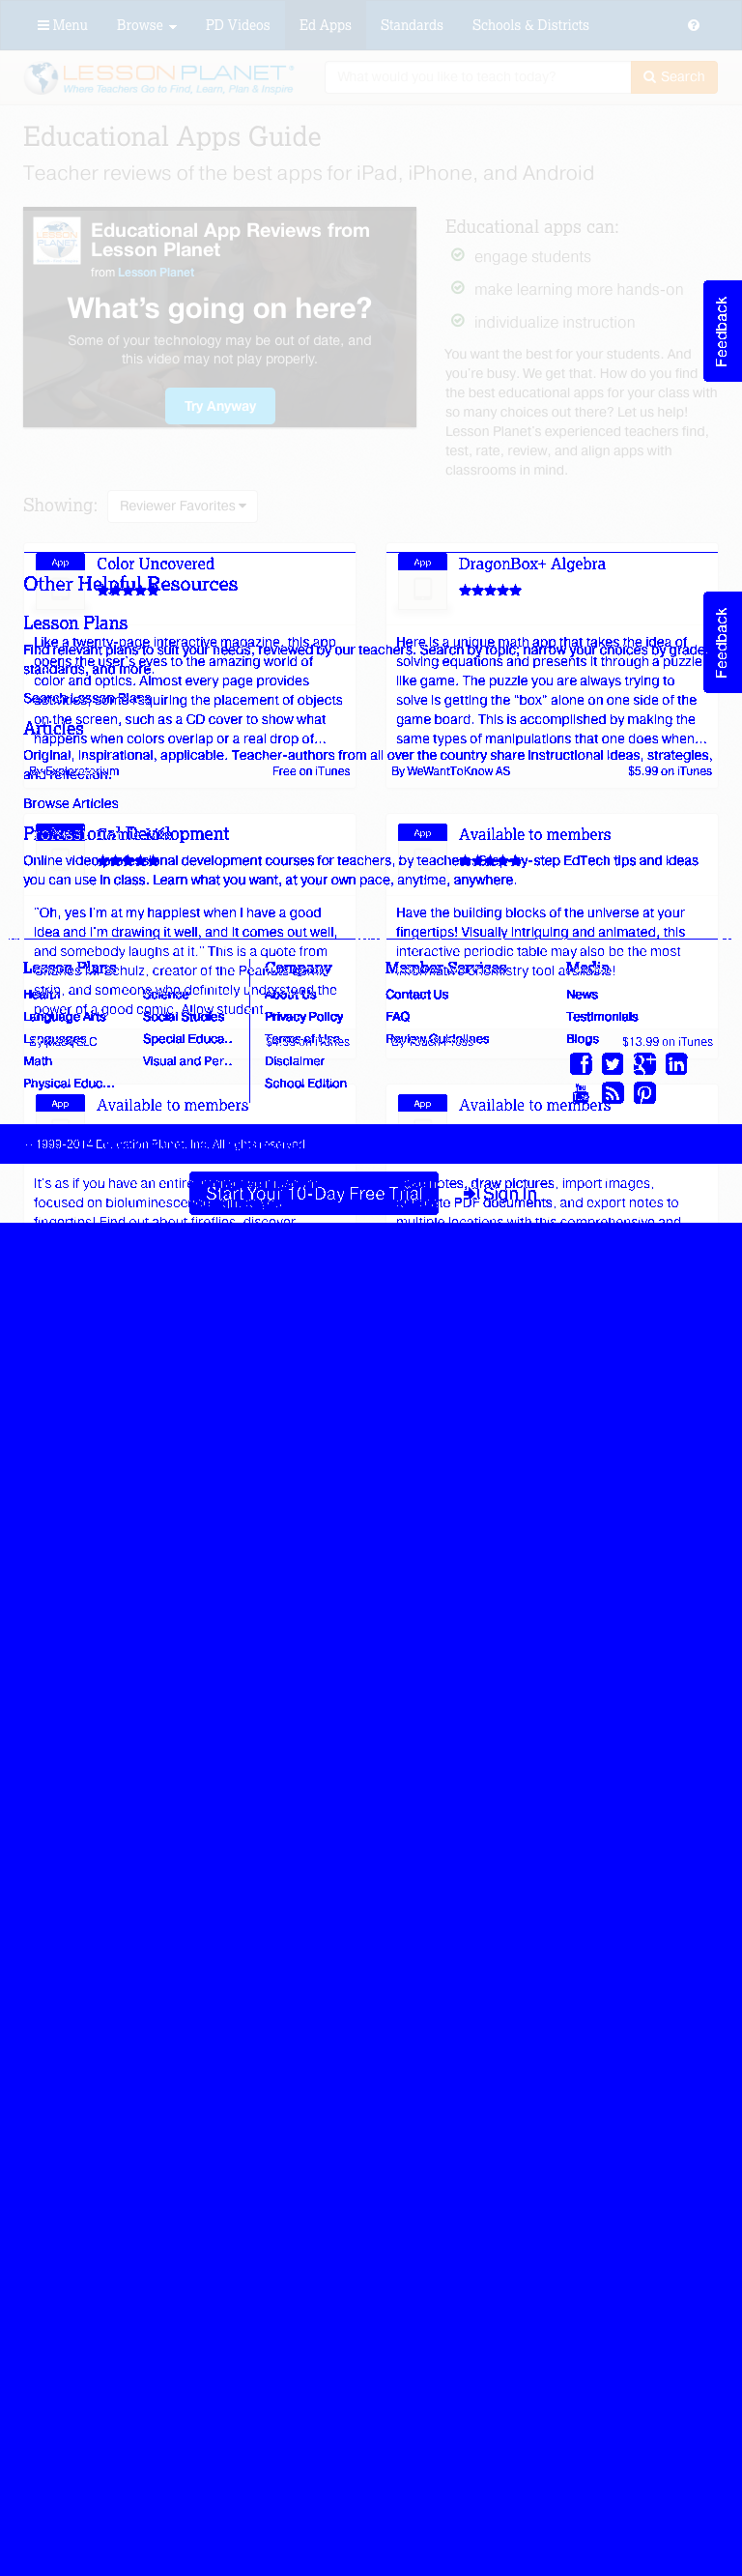 Menu Browse PD Videos Ed Apps Standards Schools & Districts
LESSON PLANET®
Where Teachers Go to Find, Learn, Plan & Inspire
What would you like to teach today? Search
Educational Apps Guide
Teacher reviews of the best apps for iPad, iPhone, and Android
Educational App Reviews from
Lesson Planet
from Lesson Planet
What's going on here?
Some of your technology may be out of date, and
this video may not play properly.
Try Anyway
Educational apps can:
engage students
make learning more hands-on
individualize instruction
You want the best for your students. And
you're busy. We get that. How do you find
the best educational apps for your class with
so many choices out there? Let us help!
Lesson Planet's experienced teachers find,
test, rate, review, and align apps with
classrooms in mind.
Feedback
Showing: Reviewer Favorites
App Color Uncovered
Like a twenty-page interactive magazine, this app
opens the user's eyes to the amazing world of
color and optics. Almost every page provides
requiring the placement of objects
on the screen, such as a CD cover to show what
happens when colors overlap or a real drop of...
By Exploratorium Free on iTunes
App DragonBox+ Algebra
Here is a unique math app that takes the idea of
solving equations and presents it through a puzzle
like game. The puzzle you are always trying to
solve is getting the "box" alone on one side of the
game board. This is accomplished by making the
same types of manipulations that one does when...
By WeWantToKnow AS $5.99 on iTunes
Feedback
Other Helpful Resources
Lesson Plans
Find relevant plans to suit your needs, reviewed by our teachers. Search by topic, narrow your choices by grade,
standards, and more.
Search Lesson Plans
Articles
Original, inspirational, applicable. Teacher-authors from all over the country share instructional ideas, strategies,
and reflection.
Browse Articles
Professional Development
Online video professional development courses for teachers, by teachers. Step-by-step EdTech tips and ideas
you can use in class. Learn what you want, at your own pace, anytime, anywhere.
"Oh, yes I'm at my happiest when I have a good
idea and I'm drawing it well, and it comes out well,
and somebody laughs at it." This is a quote from
Charles M. Schulz, creator of the Peanuts comic
strip, and someone who definitely understood the
power of a good comic. Allow student...
on iTunes
App Available to members
Have the building blocks of the universe at your
fingertips! Visually intriguing and animated, this
interactive periodic table may also be the most
informative chemistry tool available!
By Touch Press $13.99 on iTunes
Lesson Plans
Health
Language Arts
Languages
Math
Physical Educ...
Science
Social Studies
Special Educa..
Visual and Per..
Company
About Us
Privacy Policy
Terms of Use
Disclaimer
School Edition
Member Services
Contact Us
FAQ
Review Guidelines
Media
News
Testimonials
Blogs
App Available to members
App Available to members
1999-2014 Education Planet, Inc. All rights reserved
It's as if you have an entire
focused on bioluminescence
fingertips! Find out about fireflies, discover
notes, draw pictures, import images,
PDF documents, and export notes to
multiple locations with this comprehensive and
Start Your 10-Day Free Trial Sign In